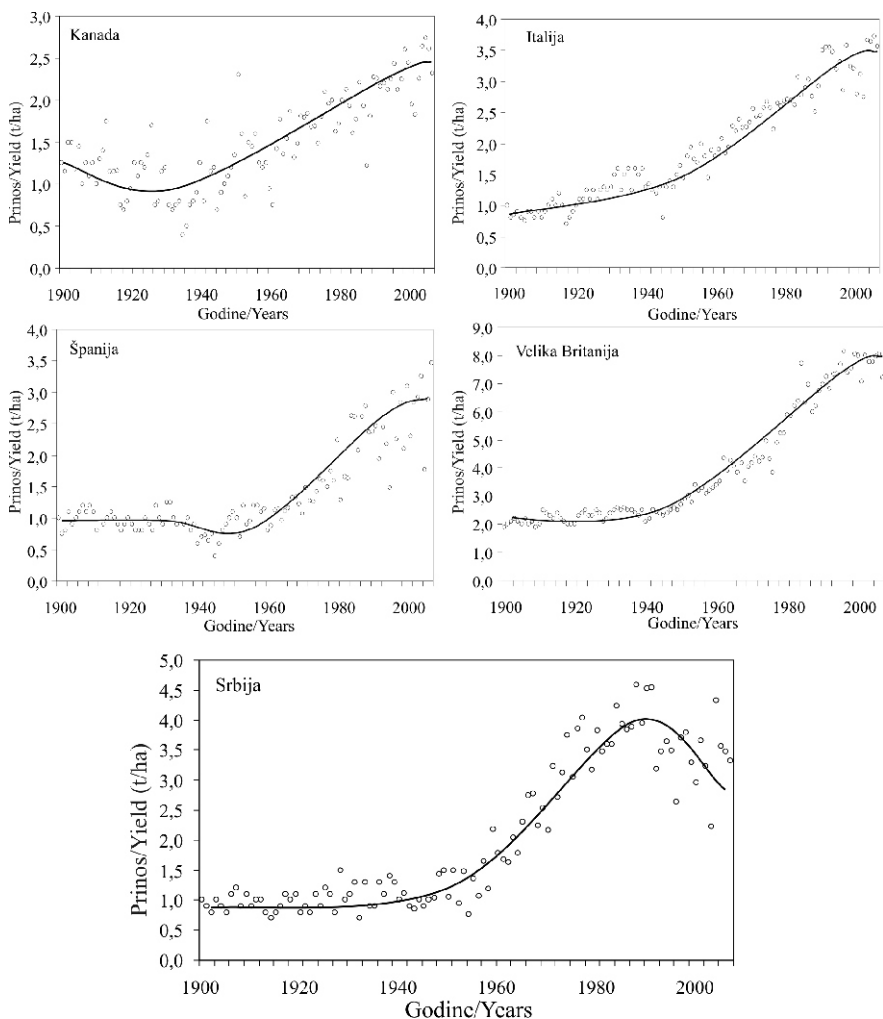 Kanada
Prinos/Yield (t/ha)
3,0
2,5
2,0
1,5
1,0
0,5
0,0
1900 1920 1940 1960 1980 2000
Godine/Years
Italija
Prinos/Yield (t/ha)
4,0
3,5
3,0
2,5
2,0
1,5
1,0
0,5
0,0
1900 1920 1940 1960 1980 2000
Godine/Years
Španija
Prinos/Yield (t/ha)
4,0
3,5
3,0
2,5
2,0
1,5
1,0
0,5
0,0
1900 1920 1940 1960 1980 2000
Godine/Years
Velika Britanija
Prinos/Yield (t/ha)
9,0
8,0
7,0
6,0
5,0
4,0
3,0
2,0
1,0
0,0
1900 1920 1940 1960 1980 2000
Godine/Years
Srbija
Prinos/Yield (t/ha)
5,0
4,5
4,0
3,5
3,0
2,5
2,0
1,5
1,0
0,5
0,0
1900 1920 1940 1960 1980 2000
Godine/Years